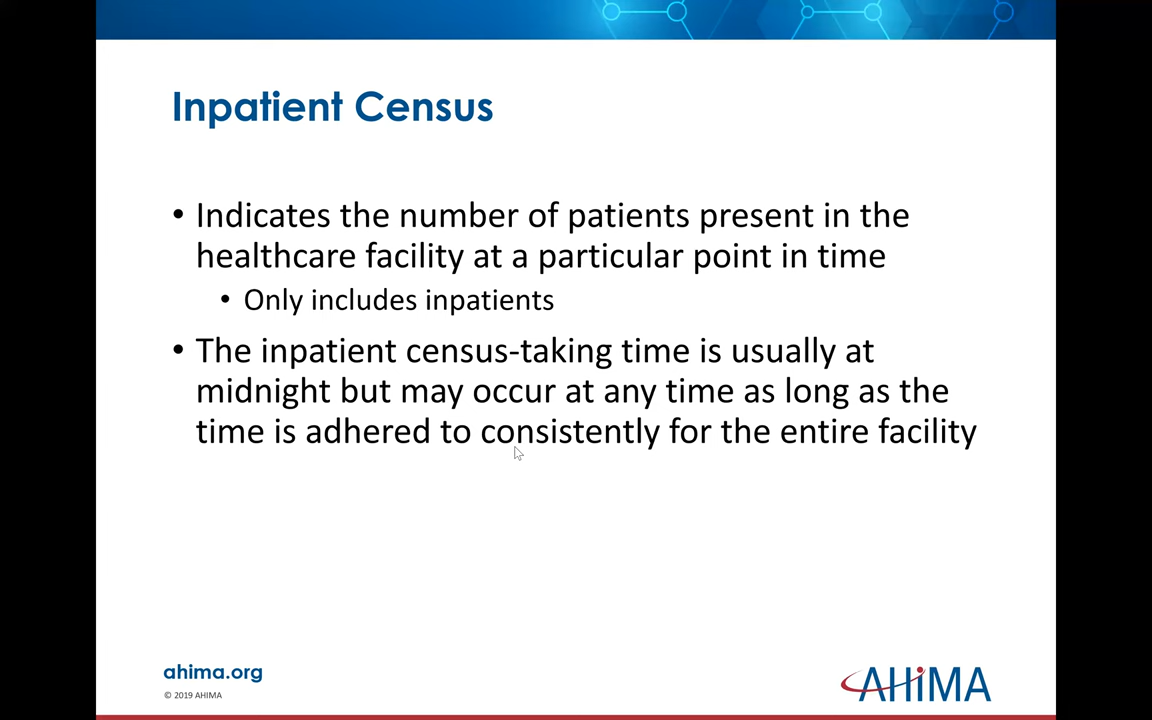 Inpatient Census
• Indicates the number of patients present in the
healthcare facility at a particular point in time
• Only includes inpatients
• The inpatient census-taking time is usually at
midnight but may occur at any time as long as the
time is adhered to consistently for the entire facility
ahima.org
© 2019 AHIMA
AHiMA